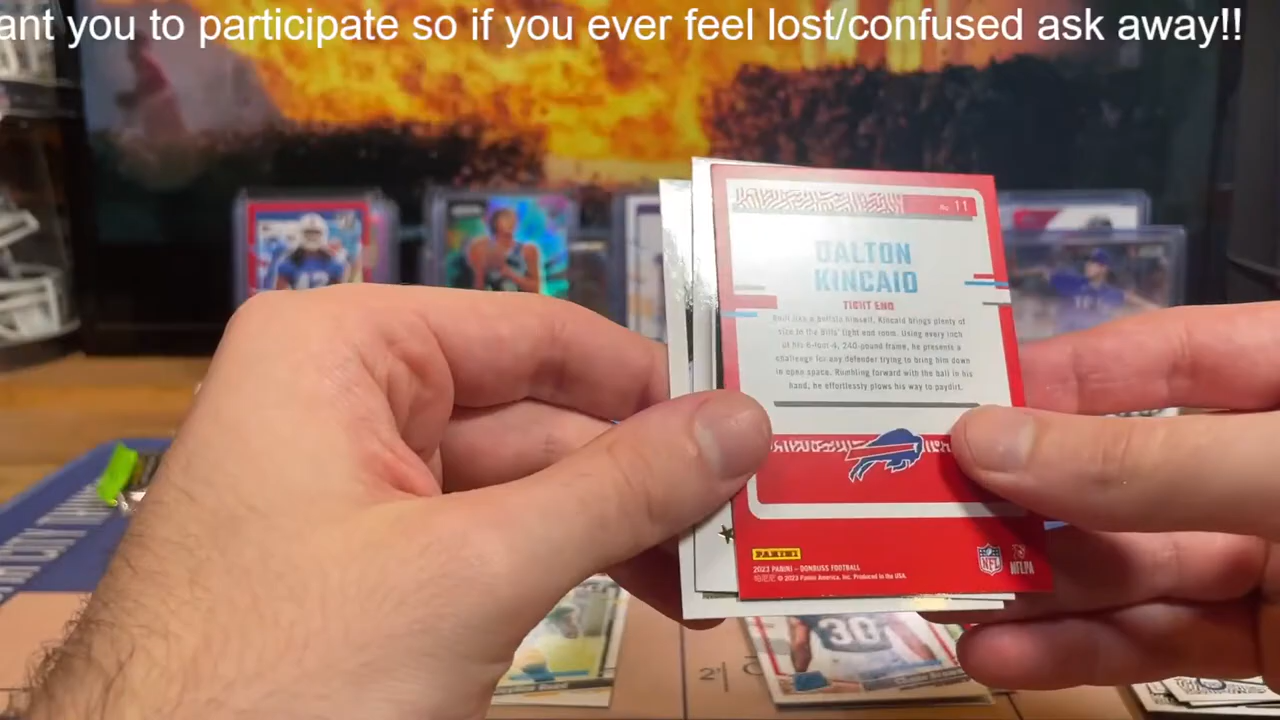 ant you to participate so if you ever feel lost/confused ask away!!
No. 11
DALTON
KINCAID
TIGHT END
Built like a buffalo himself, Kincaid brings plenty of
size to the Bills' tight end room. Using every inch
of his 6-foot-4, 240-pound frame, he presents a
challenge for any defender trying to bring him down
in open space. Rumbling forward with the ball in his
hand, he effortlessly plows his way to paydirt.
PANINI
2023 PANINI – DONRUSS FOOTBALL
© 2023 Panini America, Inc. Produced in the USA.
NFL
NFLPA
30
2'